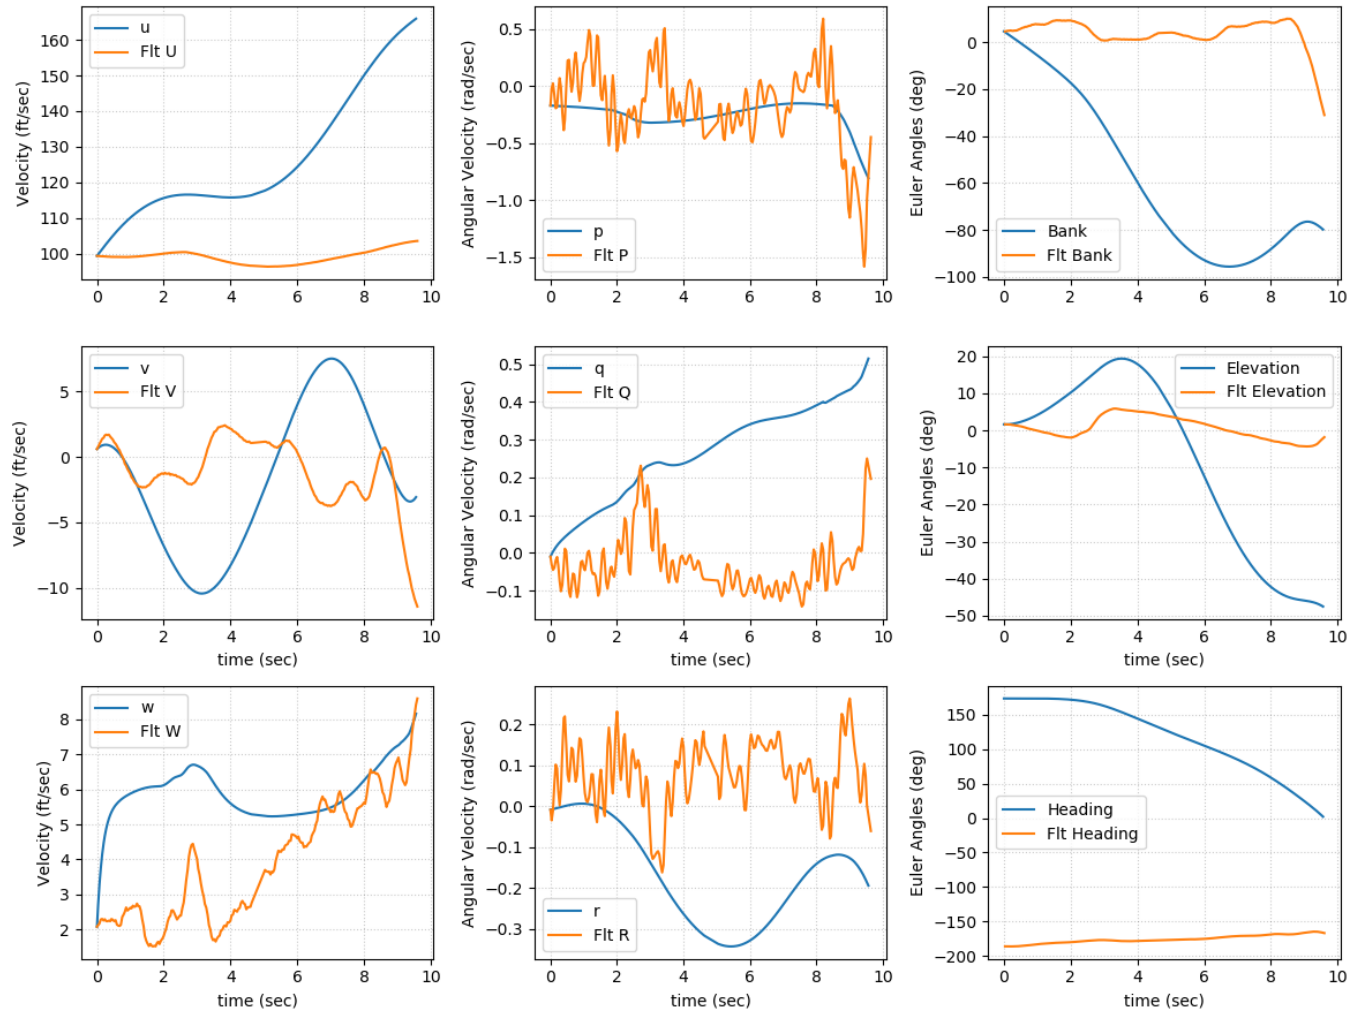 Velocity (ft/sec)
160
150
140
130
120
110
100
u
Flt U
0 2 4 6 8 10
Angular Velocity (rad/sec)
0.5
0.0
−0.5
−1.0
−1.5
p
Flt P
0 2 4 6 8 10
Euler Angles (deg)
0
−20
−40
−60
−80
−100
Bank
Flt Bank
0 2 4 6 8 10
Velocity (ft/sec)
5
0
−5
−10
v
Flt V
0 2 4 6 8 10
time (sec)
Angular Velocity (rad/sec)
0.5
0.4
0.3
0.2
0.1
0.0
−0.1
q
Flt Q
0 2 4 6 8 10
time (sec)
Euler Angles (deg)
20
10
0
−10
−20
−30
−40
−50
Elevation
Flt Elevation
0 2 4 6 8 10
time (sec)
Velocity (ft/sec)
8
7
6
5
4
3
2
w
Flt W
0 2 4 6 8 10
time (sec)
Angular Velocity (rad/sec)
0.2
0.1
0.0
−0.1
−0.2
−0.3
r
Flt R
0 2 4 6 8 10
time (sec)
Euler Angles (deg)
150
100
50
0
−50
−100
−150
−200
Heading
Flt Heading
0 2 4 6 8 10
time (sec)